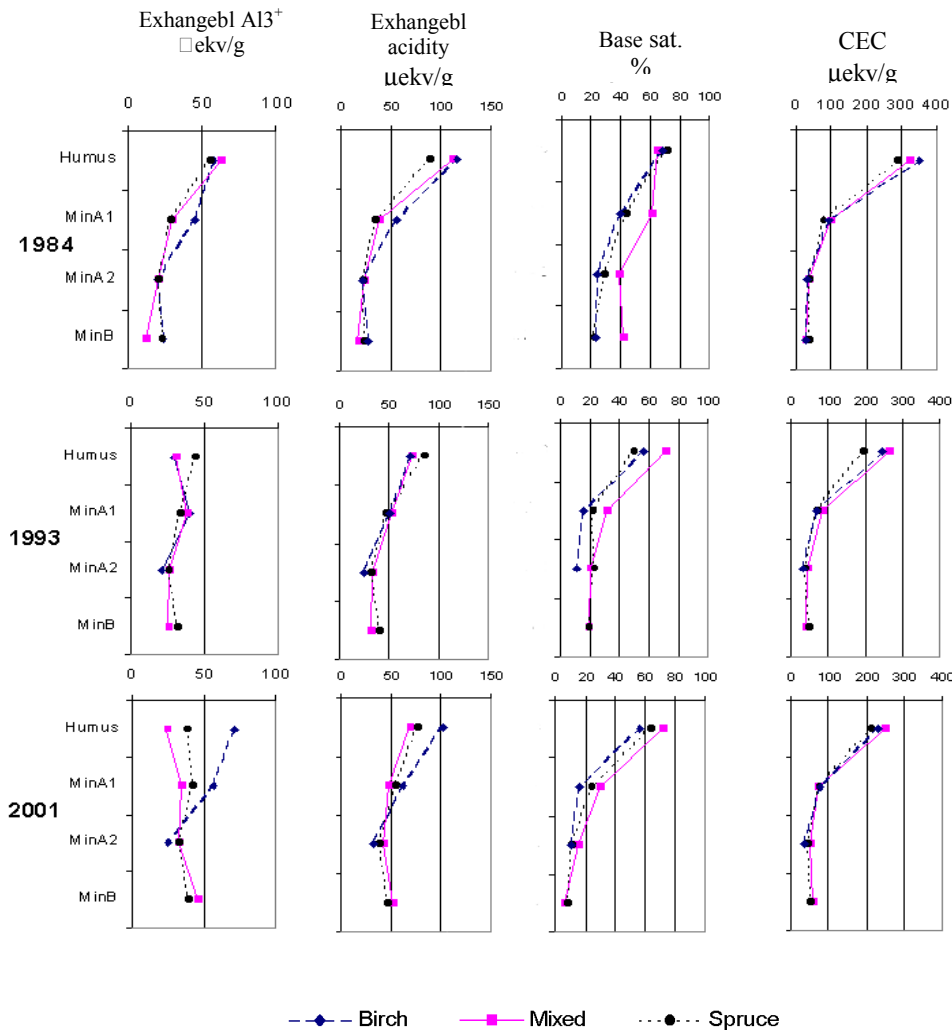 Exhangebl Al3+
□ekv/g
Exhangebl
acidity
µekv/g
Base sat.
%
CEC
µekv/g
0 50 100
0 50 100 150
0 20 40 60 80 100
0 100 200 300 400
Humus
MinA1
1984
MinA2
MinB
0 50 100
0 50 100 150
0 20 40 60 80 100
0 100 200 300 400
Humus
MinA1
1993
MinA2
MinB
0 50 100
0 50 100 150
0 20 40 60 80 100
0 100 200 300 400
Humus
MinA1
2001
MinA2
MinB
Birch Mixed Spruce